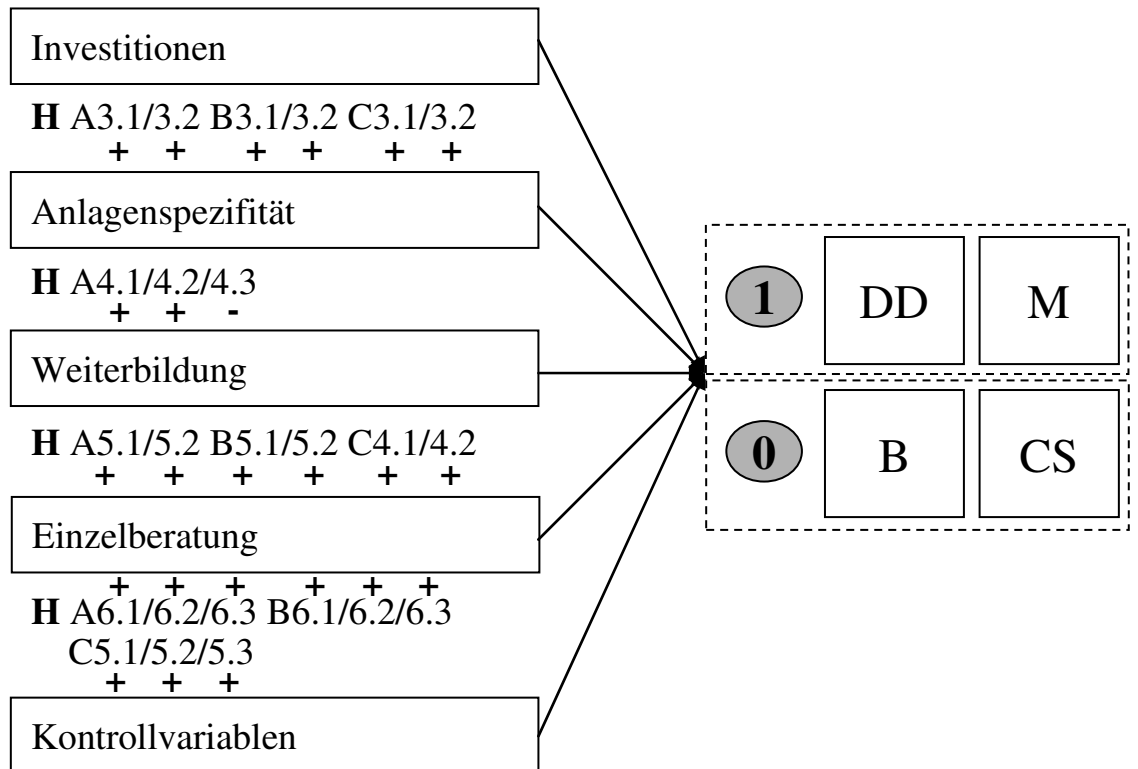 Investitionen
H A3.1/3.2 B3.1/3.2 C3.1/3.2
+ + + + + +
Anlagenspezifität
H A4.1/4.2/4.3
+ + -
Weiterbildung
H A5.1/5.2 B5.1/5.2 C4.1/4.2
+ + + + + +
Einzelberatung
+ + + + + +
H A6.1/6.2/6.3 B6.1/6.2/6.3
C5.1/5.2/5.3
+ + +
Kontrollvariablen
1 DD M
0 B CS